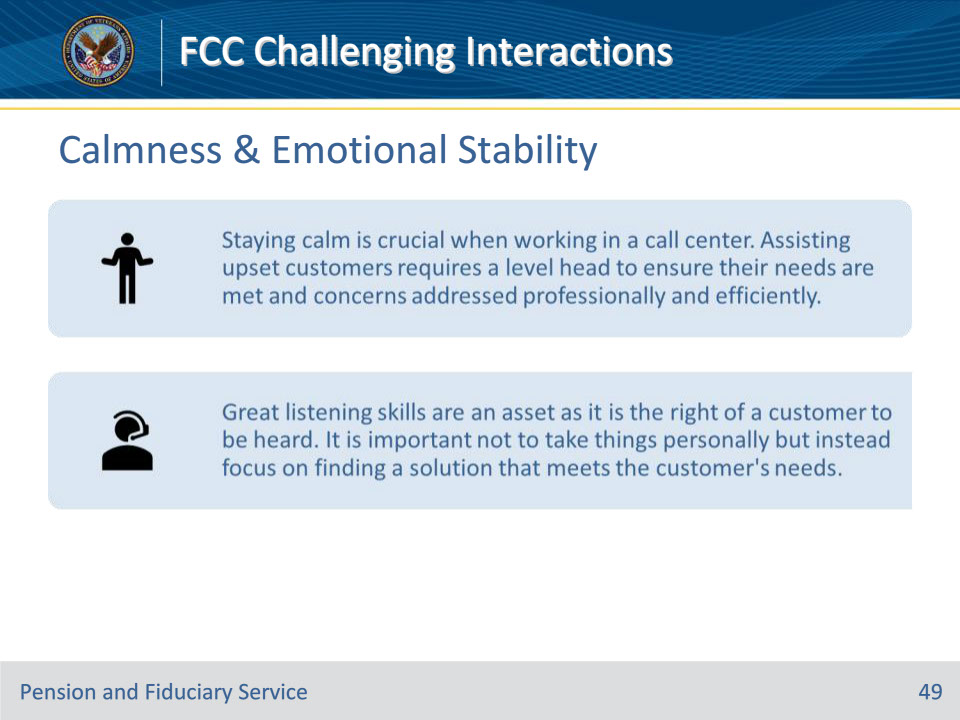 FCC Challenging Interactions
Calmness & Emotional Stability
Staying calm is crucial when working in a call center. Assisting
upset customers requires a level head to ensure their needs are
met and concerns addressed professionally and efficiently.
Great listening skills are an asset as it is the right of a customer to
be heard. It is important not to take things personally but instead
focus on finding a solution that meets the customer's needs.
Pension and Fiduciary Service
49